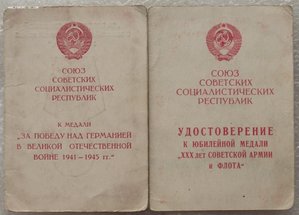 СОЮЗ
СОВЕТСКИХ
СОЦИАЛИСТИЧЕСКИХ
РЕСПУБЛИК
К МЕДАЛИ
„ЗА ПОБЕДУ НАД ГЕРМАНИЕЙ
В ВЕЛИКОЙ ОТЕЧЕСТВЕННОЙ
ВОЙНЕ 1941—1945 гг.“
СОЮЗ
СОВЕТСКИХ
СОЦИАЛИСТИЧЕСКИХ
РЕСПУБЛИК
УДОСТОВЕРЕНИЕ
К ЮБИЛЕЙНОЙ МЕДАЛИ
„XXX ЛЕТ СОВЕТСКОЙ АРМИИ
И ФЛОТА“